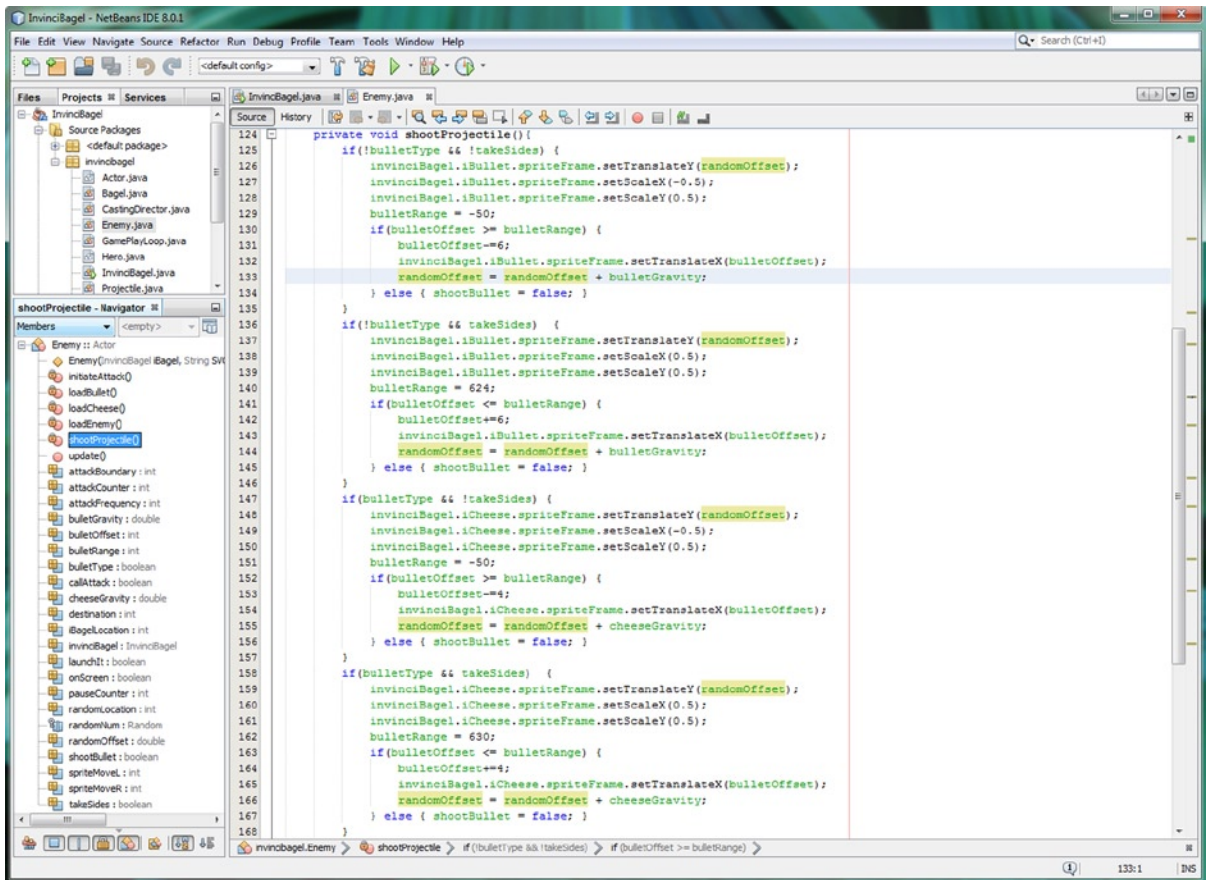 InvinciBagel - NetBeans IDE 8.0.1
File Edit View Navigate Source Refactor Run Debug Profile Team Tools Window Help
Search (Ctrl+I)
<default config>
Files Projects Services
InvinciBagel
Source Packages
<default package>
invincibagel
Actor.java
Bagel.java
CastingDirector.java
Enemy.java
GamePlayLoop.java
Hero.java
InvinciBagel.java
Projectile.java
shootProjectile - Navigator
Members <empty>
Enemy :: Actor
Enemy(InvinciBagel iBagel, String SV
initiateAttack()
loadBullet()
loadCheese()
loadEnemy()
shootProjectile()
update()
attackBoundary : int
attackCounter : int
attackFrequency : int
bulletGravity : double
bulletOffset : int
bulletRange : int
bulletType : boolean
callAttack : boolean
cheeseGravity : double
destination : int
iBagelLocation : int
invinciBagel : InvinciBagel
launchIt : boolean
onScreen : boolean
pauseCounter : int
randomLocation : int
randomNum : Random
randomOffset : double
shootBullet : boolean
spriteMoveL : int
spriteMoveR : int
takeSides : boolean
InvinciBagel.java Enemy.java
Source History
124 private void shootProjectile(){
125 if(!bulletType && !takeSides) {
126 invinciBagel.iBullet.spriteFrame.setTranslateY(randomOffset);
127 invinciBagel.iBullet.spriteFrame.setScaleX(-0.5);
128 invinciBagel.iBullet.spriteFrame.setScaleY(0.5);
129 bulletRange = -50;
130 if(bulletOffset >= bulletRange) {
131 bulletOffset-=6;
132 invinciBagel.iBullet.spriteFrame.setTranslateX(bulletOffset);
133 randomOffset = randomOffset + bulletGravity;
134 } else { shootBullet = false; }
135 }
136 if(!bulletType && takeSides) {
137 invinciBagel.iBullet.spriteFrame.setTranslateY(randomOffset);
138 invinciBagel.iBullet.spriteFrame.setScaleX(0.5);
139 invinciBagel.iBullet.spriteFrame.setScaleY(0.5);
140 bulletRange = 624;
141 if(bulletOffset <= bulletRange) {
142 bulletOffset+=6;
143 invinciBagel.iBullet.spriteFrame.setTranslateX(bulletOffset);
144 randomOffset = randomOffset + bulletGravity;
145 } else { shootBullet = false; }
146 }
147 if(bulletType && !takeSides) {
148 invinciBagel.iCheese.spriteFrame.setTranslateY(randomOffset);
149 invinciBagel.iCheese.spriteFrame.setScaleX(-0.5);
150 invinciBagel.iCheese.spriteFrame.setScaleY(0.5);
151 bulletRange = -50;
152 if(bulletOffset >= bulletRange) {
153 bulletOffset-=4;
154 invinciBagel.iCheese.spriteFrame.setTranslateX(bulletOffset);
155 randomOffset = randomOffset + cheeseGravity;
156 } else { shootBullet = false; }
157 }
158 if(bulletType && takeSides) {
159 invinciBagel.iCheese.spriteFrame.setTranslateY(randomOffset);
160 invinciBagel.iCheese.spriteFrame.setScaleX(0.5);
161 invinciBagel.iCheese.spriteFrame.setScaleY(0.5);
162 bulletRange = 630;
163 if(bulletOffset <= bulletRange) {
164 bulletOffset+=4;
165 invinciBagel.iCheese.spriteFrame.setTranslateX(bulletOffset);
166 randomOffset = randomOffset + cheeseGravity;
167 } else { shootBullet = false; }
168 }
invincibagel.Enemy shootProjectile if (!bulletType && !takeSides) if (bulletOffset >= bulletRange)
1 133:1 INS